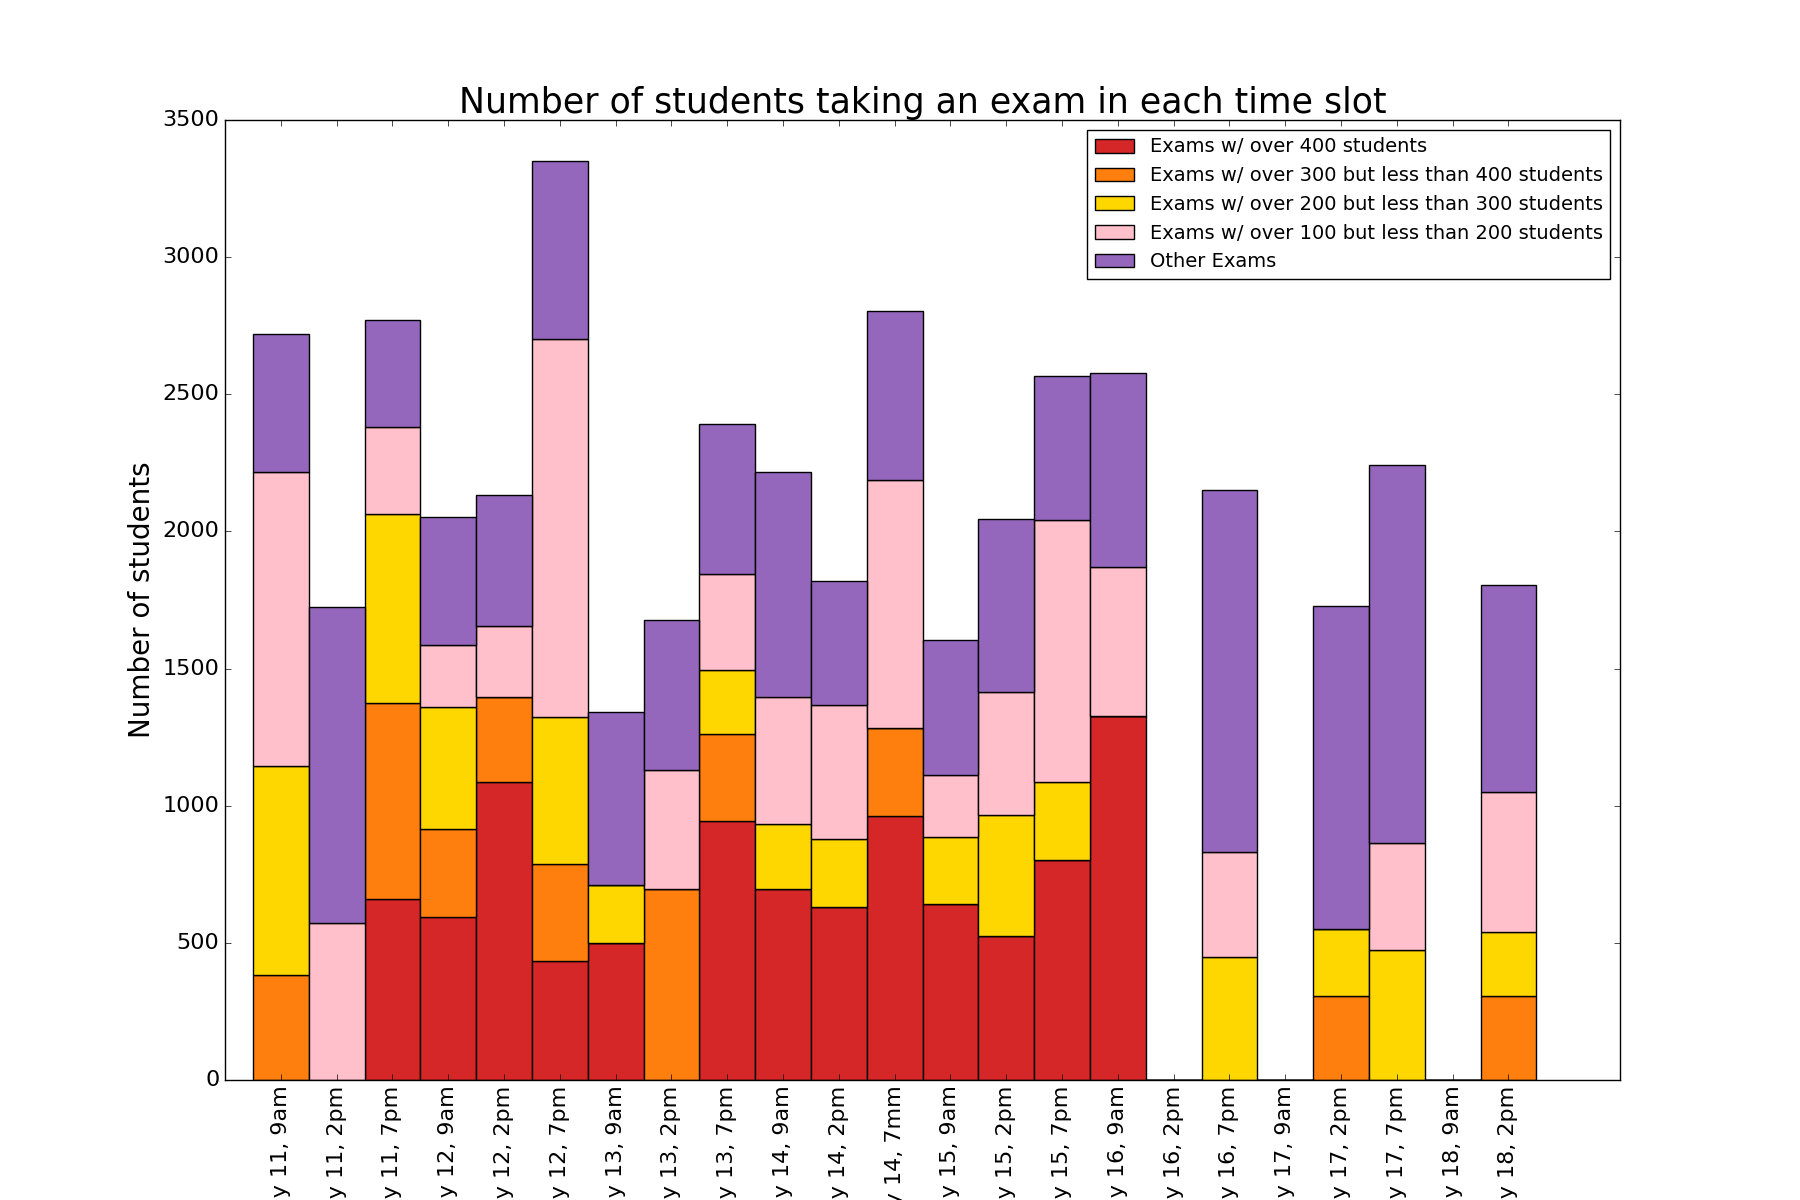 Number of students taking an exam in each time slot
3500
3000
2500
2000
1500
1000
500
0
Number of students
Exams w/ over 400 students
Exams w/ over 300 but less than 400 students
Exams w/ over 200 but less than 300 students
Exams w/ over 100 but less than 200 students
Other Exams
y 11, 9am
y 11, 2pm
y 11, 7pm
y 12, 9am
y 12, 2pm
y 12, 7pm
y 13, 9am
y 13, 2pm
y 13, 7pm
y 14, 9am
y 14, 2pm
y 14, 7mm
y 15, 9am
y 15, 2pm
y 15, 7pm
y 16, 9am
y 16, 2pm
y 16, 7pm
y 17, 9am
y 17, 2pm
y 17, 7pm
y 18, 9am
y 18, 2pm